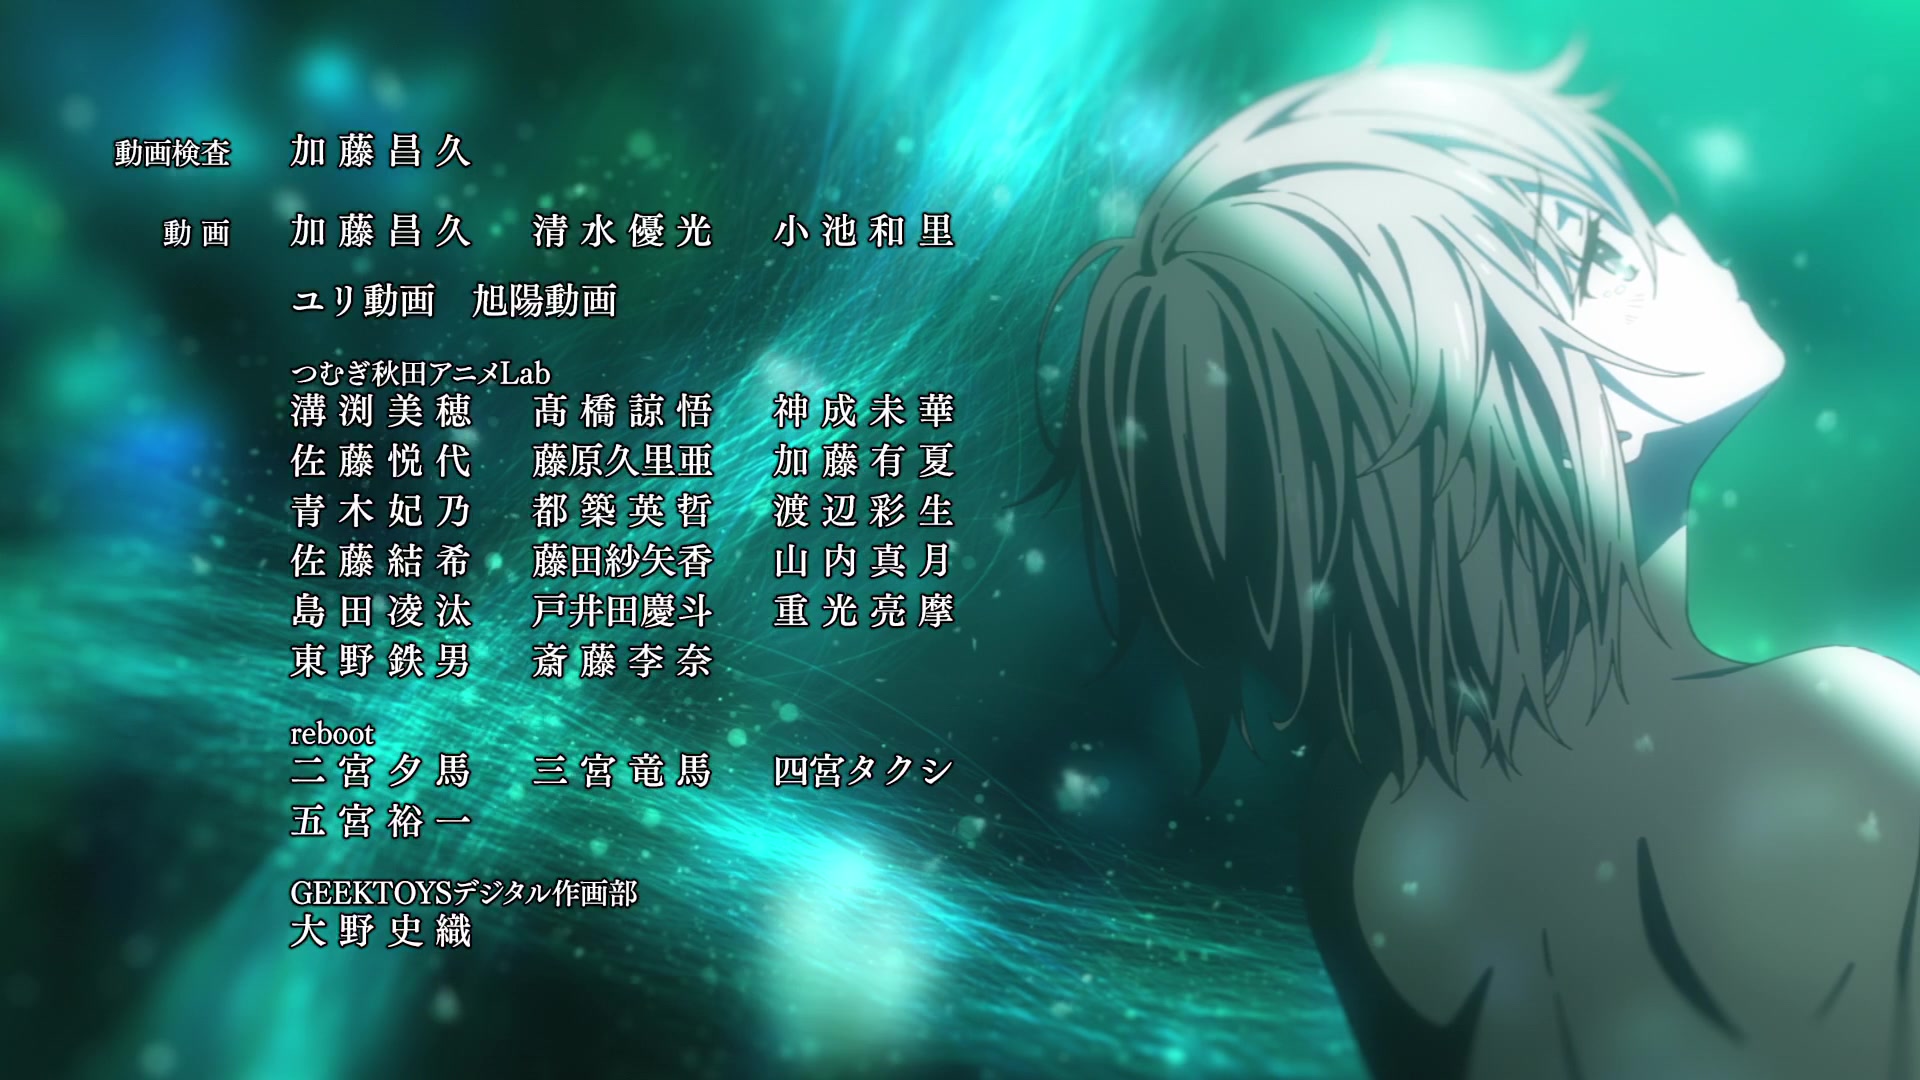 動画検査 加藤昌久
動画 加藤昌久 清水優光 小池和里
ユリ動画 旭陽動画
つむぎ秋田アニメLab
溝渕美穂 髙橋諒悟 神成未華
佐藤悦代 藤原久里亜 加藤有夏
青木妃乃 都築英哲 渡辺彩生
佐藤結希 藤田紗矢香 山内真月
島田凌汰 戸井田慶斗 重光亮摩
東野鉄男 斎藤李奈
reboot
二宮夕馬 三宮竜馬 四宮タクシ
五宮裕一
GEEKTOYSデジタル作画部
大野史織